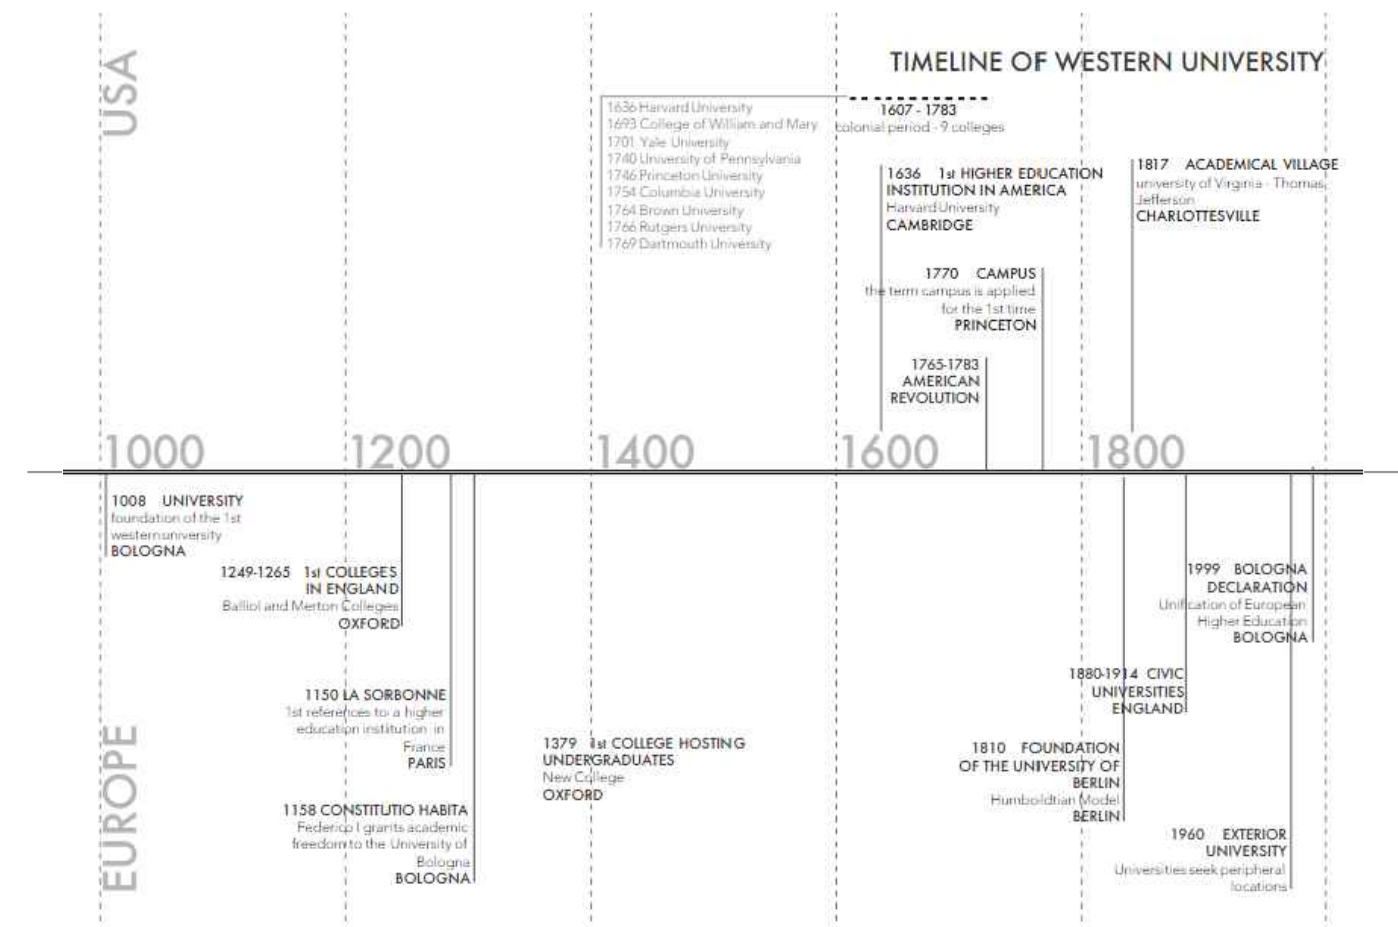 USA
TIMELINE OF WESTERN UNIVERSITY
1636 Harvard University
1693 College of William and Mary
1701 Yale University
1740 University of Pennsylvania
1746 Princeton University
1754 Columbia University
1764 Brown University
1766 Rutgers University
1769 Dartmouth University
1607 - 1783
colonial period - 9 colleges
1636 1st HIGHER EDUCATION
INSTITUTION IN AMERICA
Harvard University
CAMBRIDGE
1817 ACADEMICAL VILLAGE
university of Virginia - Thomas
Jefferson
CHARLOTTESVILLE
1770 CAMPUS
the term campus is applied
for the 1st time
PRINCETON
1765-1783
AMERICAN
REVOLUTION
1000 1200 1400 1600 1800
1008 UNIVERSITY
foundation of the 1st
western university
BOLOGNA
1249-1265 1st COLLEGES
IN ENGLAND
Balliol and Merton Colleges
OXFORD
1150 LA SORBONNE
1st references to a higher
education institution in
France
PARIS
1158 CONSTITUTIO HABITA
Federico I grants academic
freedom to the University of
Bologna
BOLOGNA
1379 1st COLLEGE HOSTING
UNDERGRADUATES
New College
OXFORD
1999 BOLOGNA
DECLARATION
Unification of European
Higher Education
BOLOGNA
1880-1914 CIVIC
UNIVERSITIES
ENGLAND
1810 FOUNDATION
OF THE UNIVERSITY OF
BERLIN
Humboldtian Model
BERLIN
1960 EXTERIOR
UNIVERSITY
Universities seek peripheral
locations
EUROPE